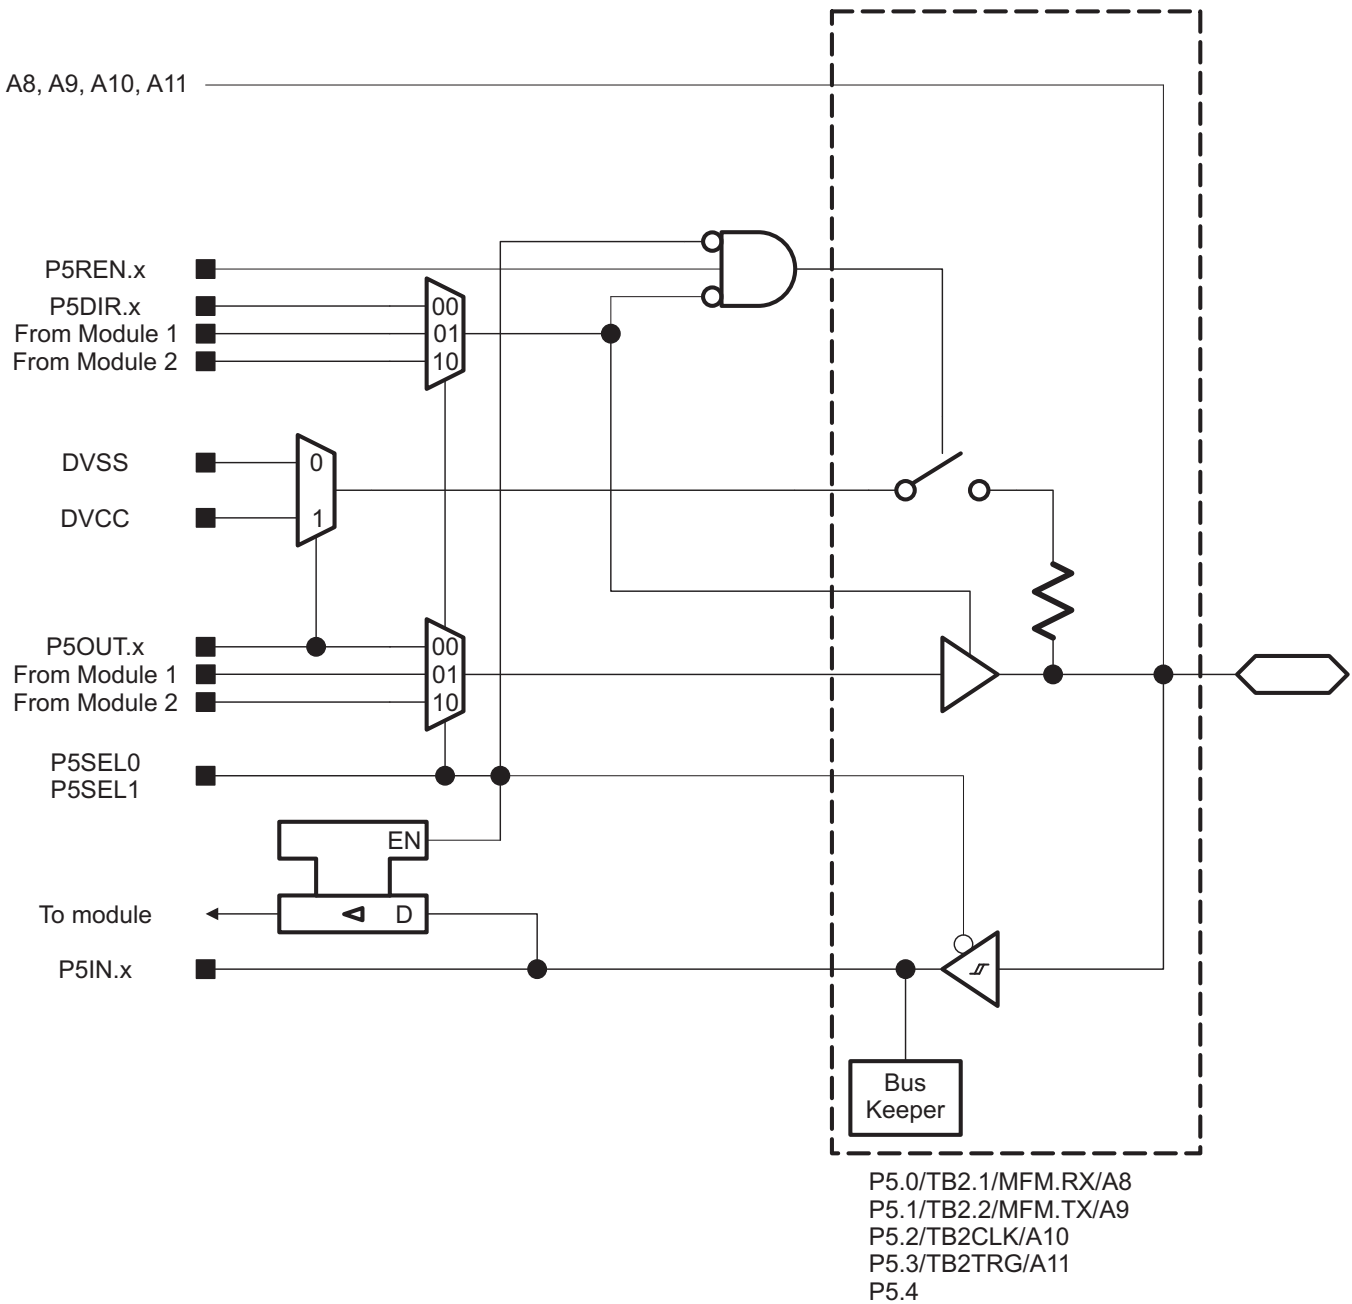 A8, A9, A10, A11
P5REN.x
P5DIR.x
From Module 1
From Module 2
00
01
10
DVSS
DVCC
0
1
P5OUT.x
From Module 1
From Module 2
00
01
10
P5SEL0
P5SEL1
EN
To module
D
P5IN.x
Bus
Keeper
P5.0/TB2.1/MFM.RX/A8
P5.1/TB2.2/MFM.TX/A9
P5.2/TB2CLK/A10
P5.3/TB2TRG/A11
P5.4